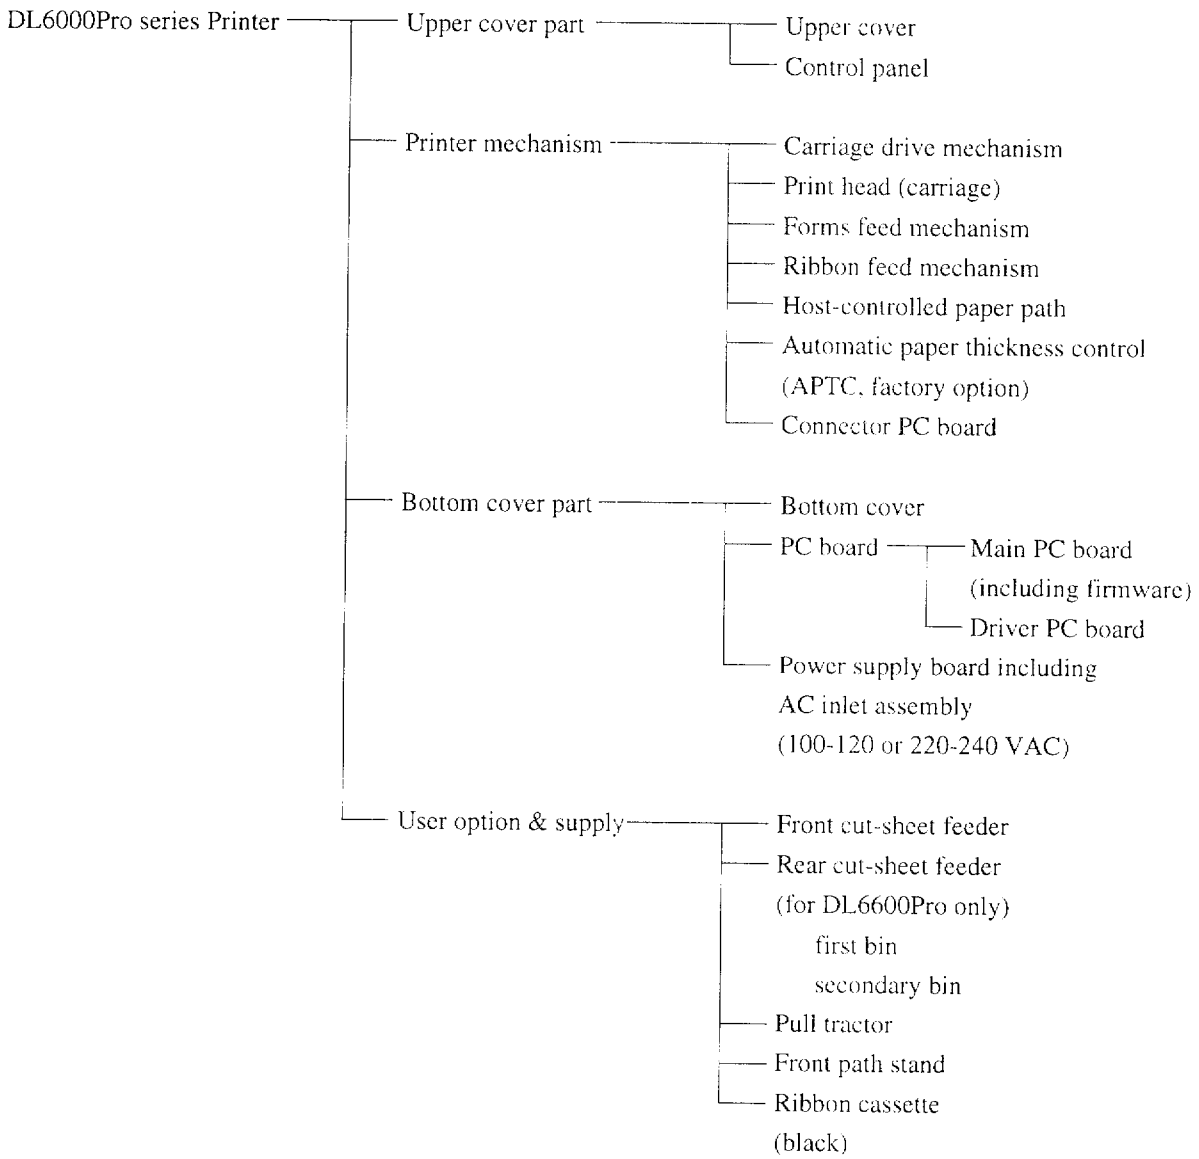 DL6000Pro series Printer
Upper cover part
Upper cover
Control panel
Printer mechanism
Carriage drive mechanism
Print head (carriage)
Forms feed mechanism
Ribbon feed mechanism
Host-controlled paper path
Automatic paper thickness control
(APTC, factory option)
Connector PC board
Bottom cover part
Bottom cover
PC board
Main PC board
(including firmware)
Driver PC board
Power supply board including
AC inlet assembly
(100-120 or 220-240 VAC)
User option & supply
Front cut-sheet feeder
Rear cut-sheet feeder
(for DL6600Pro only)
first bin
secondary bin
Pull tractor
Front path stand
Ribbon cassette
(black)